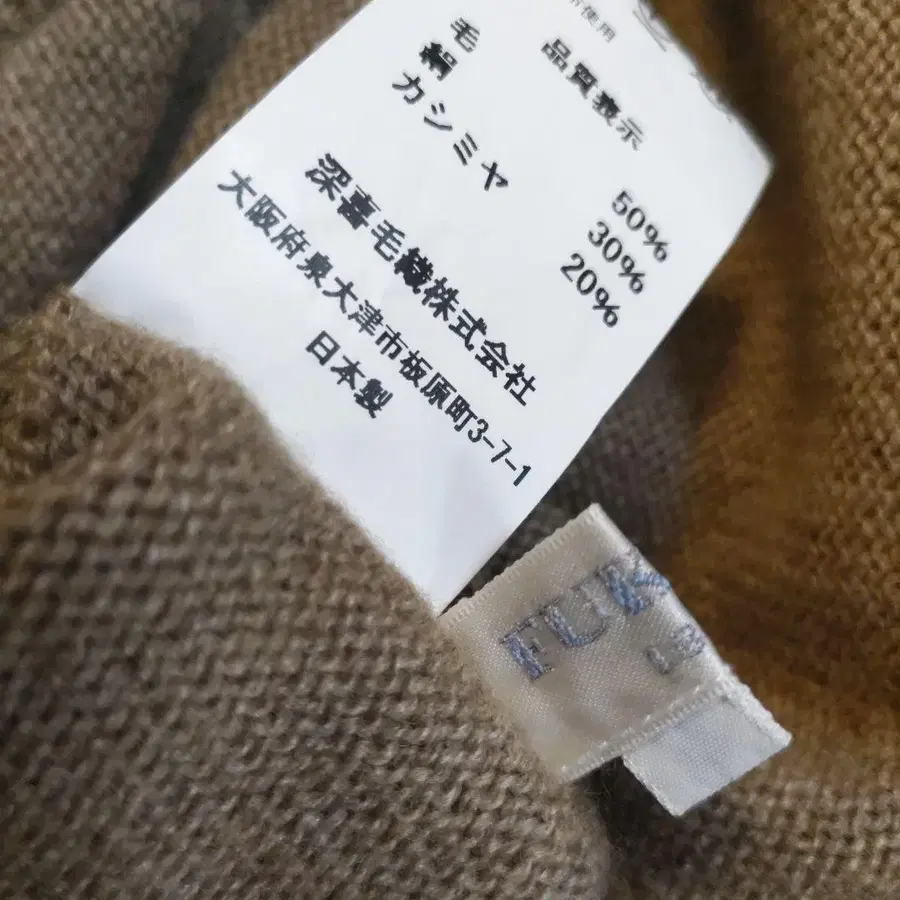 品質表示
毛 50%
絹 30%
カシミヤ 20%
深喜毛織株式会社
大阪府泉大津市板原町3-7-1
日本製
FUK